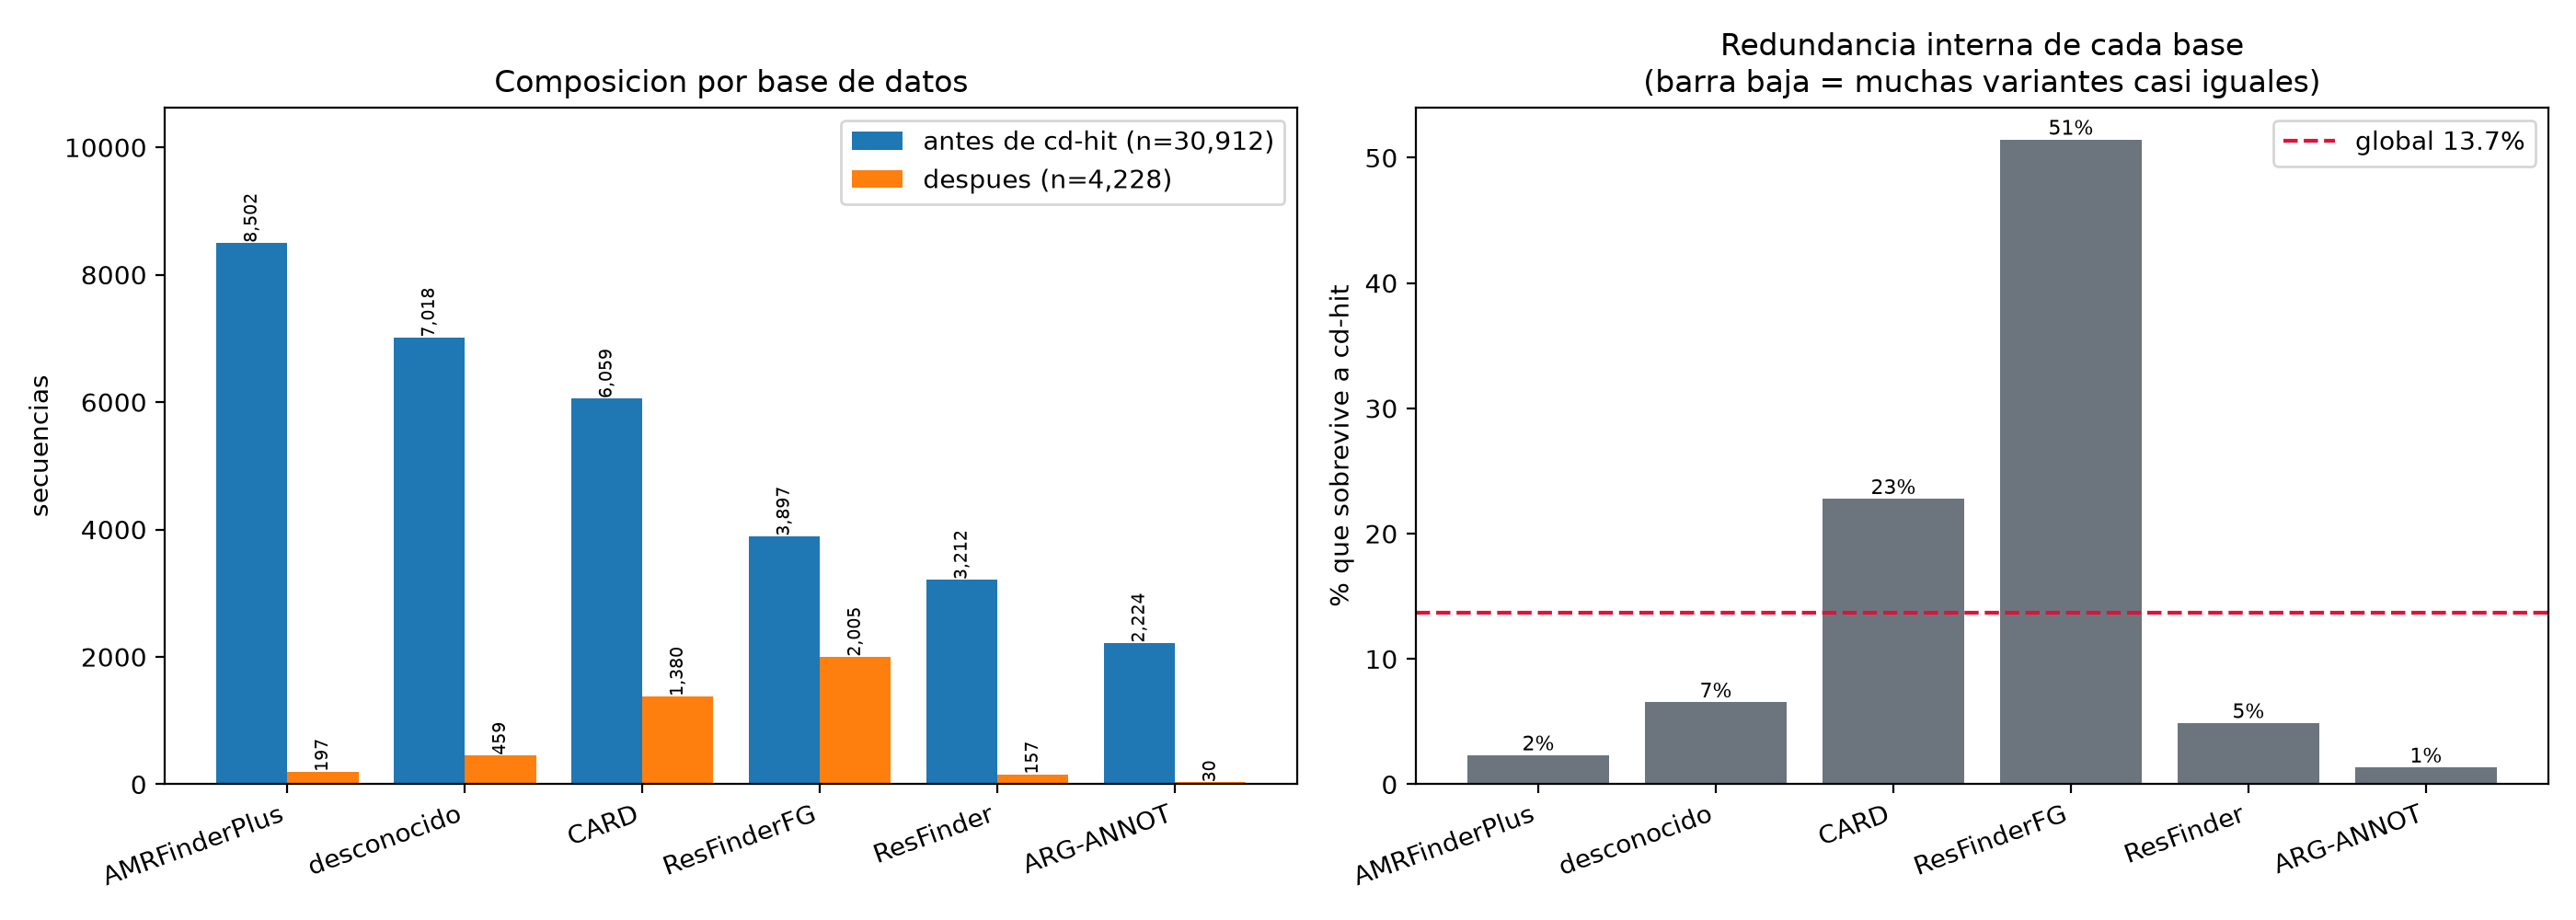 Composicion por base de datos
antes de cd-hit (n=30,912)
despues (n=4,228)
secuencias
10000
8000
6000
4000
2000
0
8,502
197
7,018
459
6,059
1,380
3,897
2,005
3,212
157
2,224
30
AMRFinderPlus
desconocido
CARD
ResFinderFG
ResFinder
ARG-ANNOT
Redundancia interna de cada base
(barra baja = muchas variantes casi iguales)
global 13.7%
% que sobrevive a cd-hit
50
40
30
20
10
0
2%
7%
23%
51%
5%
1%
AMRFinderPlus
desconocido
CARD
ResFinderFG
ResFinder
ARG-ANNOT